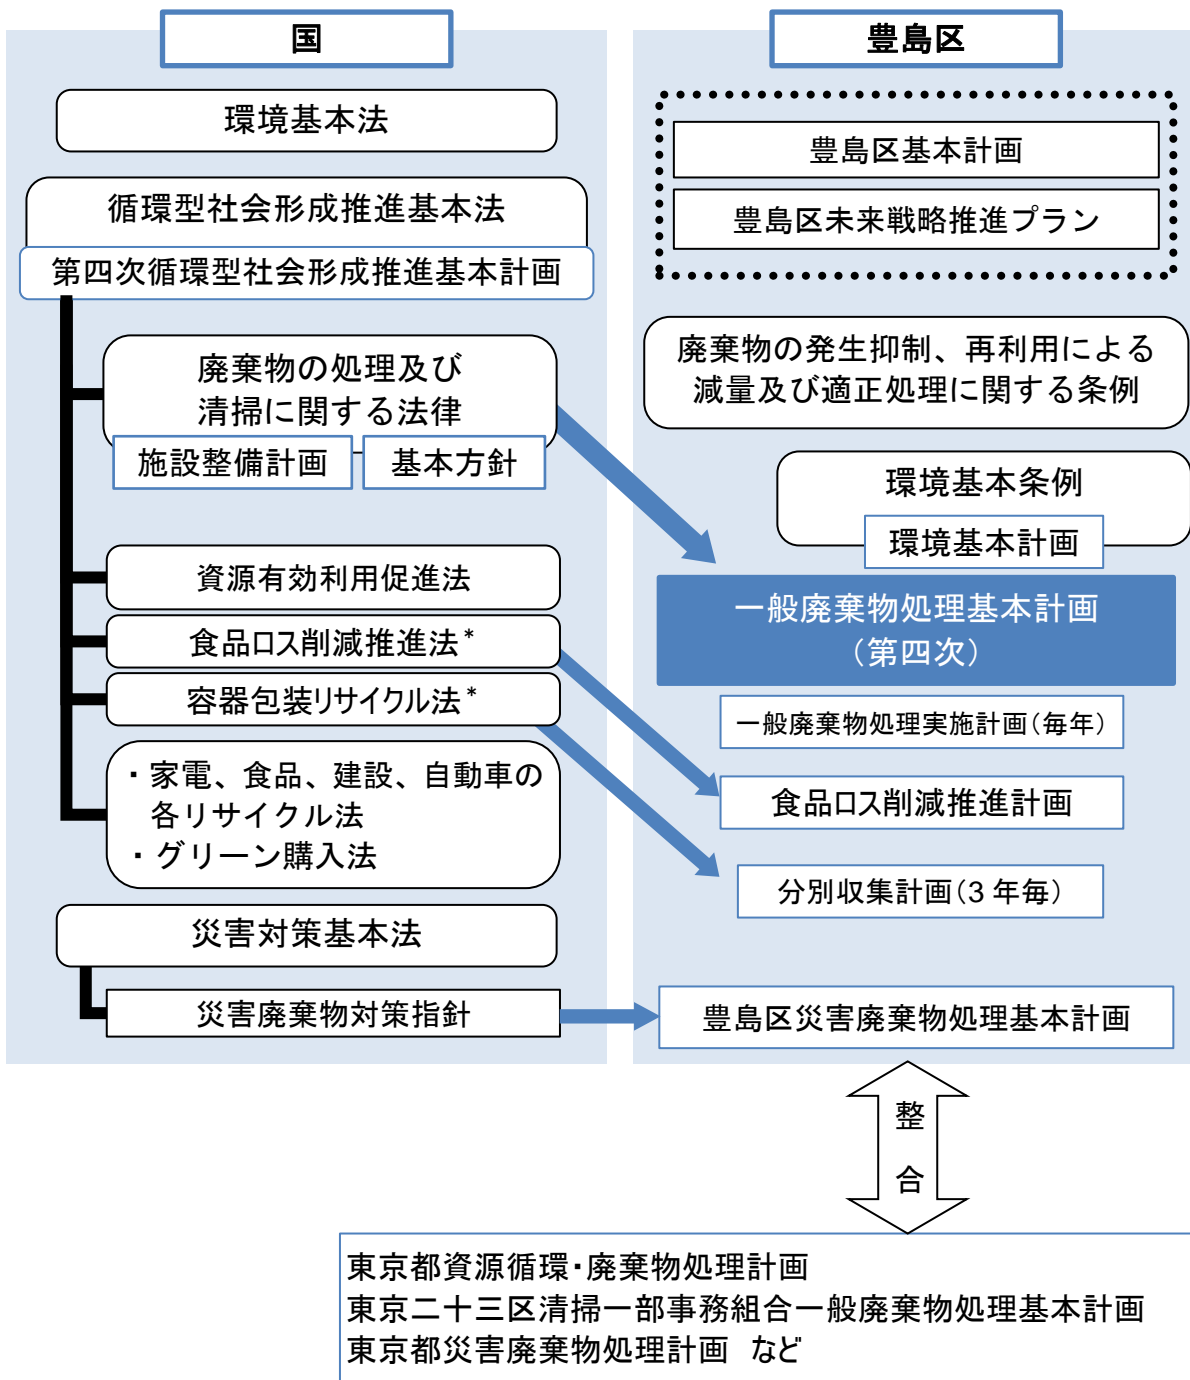 国
環境基本法
循環型社会形成推進基本法
第四次循環型社会形成推進基本計画
廃棄物の処理及び
清掃に関する法律
施設整備計画
基本方針
資源有効利用促進法
食品ロス削減推進法*
容器包装リサイクル法*
・家電、食品、建設、自動車の
各リサイクル法
・グリーン購入法
災害対策基本法
災害廃棄物対策指針
豊島区
豊島区基本計画
豊島区未来戦略推進プラン
廃棄物の発生抑制、再利用による
減量及び適正処理に関する条例
環境基本条例
環境基本計画
一般廃棄物処理基本計画
（第四次）
一般廃棄物処理実施計画（毎年）
食品ロス削減推進計画
分別収集計画（3年毎）
豊島区災害廃棄物処理基本計画
整
合
東京都資源循環・廃棄物処理計画
東京二十三区清掃一部事務組合一般廃棄物処理基本計画
東京都災害廃棄物処理計画 など